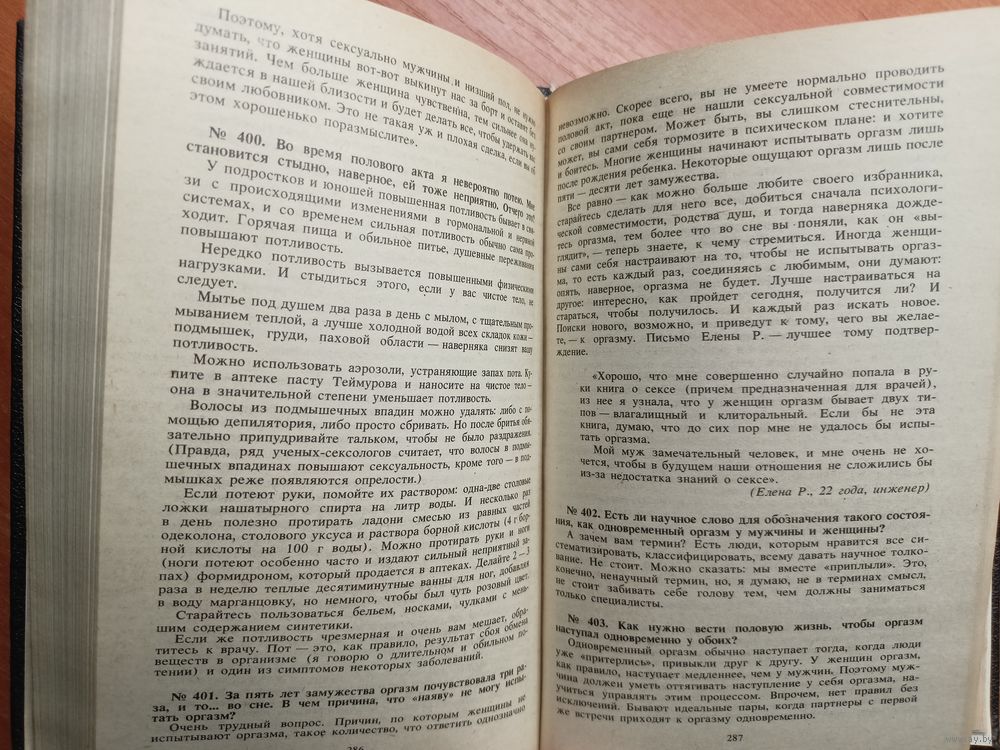 Поэтому, хотя сексуально мужчины и низший пол, не нужно
думать, что женщины вот-вот выкинут нас за борт и останет без
занятий. Чем больше женщина чувственна, тем сильнее она ну-
ждается в нашей близости и будет делать все, чтобы удержать вас
своим любовником. Это не такая уж и плохая сделка, если вы об
этом хорошенько поразмыслите».
№ 400. Во время полового акта я невероятно потею. Мне
становится стыдно, наверное, ей тоже неприятно. Отчего это?
У подростков и юношей повышенная потливость бывает в свя-
зи с происходящими изменениями в гормональной и нервной
системах, и со временем сильная потливость обычно сама про-
ходит. Горячая пища и обильное питье, душевные переживания
повышают потливость.
Нередко потливость вызывается повышенными физическими
нагрузками. И стыдиться этого, если у вас чистое тело, не
следует.
Мытье под душем два раза в день с мылом, с тщательным про-
мыванием теплой, а лучше холодной водой всех складок кожи —
подмышек, груди, паховой области — наверняка снизят вашу
потливость.
Можно использовать аэрозоли, устраняющие запах пота. Ку-
пите в аптеке пасту Теймурова и наносите на чистое тело —
она в значительной степени уменьшает потливость.
Волосы из подмышечных впадин можно удалять: либо с по-
мощью депилятория, либо просто сбривать. Но после бритья обя-
зательно припудривайте тальком, чтобы не было раздражения.
(Правда, ряд ученых-сексологов считает, что волосы в подмы-
шечных впадинах повышают сексуальность, кроме того — в под-
мышках реже появляются опрелости.)
Если потеют руки, помойте их раствором: одна-две столовые
ложки нашатырного спирта на литр воды. И несколько раз
в день полезно протирать ладони смесью из равных частей
одеколона, столового уксуса и раствора борной кислоты (4 г бор-
ной кислоты на 100 г воды). Можно протирать руки и ноги
(ноги потеют особенно часто и издают сильный неприятный за-
пах) формидроном, который продается в аптеках. Делайте 2 — 3
раза в неделю теплые десятиминутные ванны для ног, добавляя
в воду марганцовку, но немного, чтобы был чуть розовый цвет.
Старайтесь пользоваться бельем, носками, чулками с мень-
шим содержанием синтетики.
Если же потливость чрезмерная и очень вам мешает, обра-
титесь к врачу. Пот — это, как правило, результат сбоя обмена
веществ в организме (я говорю о длительном и обильном по-
тении) и один из симптомов некоторых заболеваний.
№ 401. За пять лет замужества оргазм почувствовала три ра-
за, и то... во сне. В чем причина, что «наяву» не могу испы-
тать оргазм?
Очень трудный вопрос. Причин, по которым женщины не
испытывают оргазма, такое количество, что ответить однозначно
286
невозможно. Скорее всего, вы не умеете нормально проводить
половой акт, пока еще не нашли сексуальной совместимости
со своим партнером. Может быть, вы слишком стеснительны,
может, вы сами себя тормозите в психическом плане: и хотите
и боитесь. Многие женщины начинают испытывать оргазм лишь
после рождения ребенка. Некоторые ощущают оргазм лишь после
пяти — десяти лет замужества.
Все равно — как можно больше любите своего избранника,
старайтесь сделать для него все, добиться сначала психологи-
ческой совместимости, родства душ, и тогда наверняка дожде-
тесь оргазма, тем более что во сне вы поняли, как он «вы-
глядит», — теперь знаете, к чему стремиться. Иногда женщи-
ны сами себя настраивают на то, чтобы не испытывать оргаз-
ма, то есть каждый раз, соединяясь с любимым, они думают:
опять, наверное, оргазма не будет. Лучше настраиваться на
другое: интересно, как пройдет сегодня, получится ли? И
стараться, чтобы получилось. И каждый раз искать новое.
Поиски нового, возможно, и приведут к тому, чего вы желае-
те, — к оргазму. Письмо Елены Р. — лучшее тому подтвер-
ждение.
«Хорошо, что мне совершенно случайно попала в ру-
ки книга о сексе (причем предназначенная для врачей),
из нее я узнала, что у женщин оргазм бывает двух ти-
пов — влагалищный и клиторальный. Если бы не эта
книга, думаю, что до сих пор мне не удалось бы испы-
тать оргазма.
Мой муж замечательный человек, и мне очень не хо-
чется, чтобы в будущем наши отношения не сложились бы
из-за недостатка знаний о сексе».
(Елена Р., 22 года, инженер)
№ 402. Есть ли научное слово для обозначения такого состоя-
ния, как одновременный оргазм у мужчины и женщины?
А зачем вам термин? Есть люди, которым нравится все си-
стематизировать, классифицировать, всему давать научное толко-
вание. Не стоит. Можно сказать: мы вместе «приплыли». Это,
конечно, ненаучный термин, но, я думаю, не в терминах смысл,
не стоит забивать себе голову тем, чем должны заниматься
только специалисты.
№ 403. Как нужно вести половую жизнь, чтобы оргазм
наступал одновременно у обоих?
Одновременный оргазм обычно наступает тогда, когда люди
уже «притерлись», привыкли друг к другу. У женщин оргазм,
как правило, наступает медленнее, чем у мужчин. Поэтому муж-
чина должен уметь оттягивать наступление у себя оргазма, на-
учиться управлять этим процессом. Впрочем, нет правил без
исключений. Бывают идеальные пары, когда партнеры с первой
же встречи приходят к оргазму одновременно.
287
www.ay.by